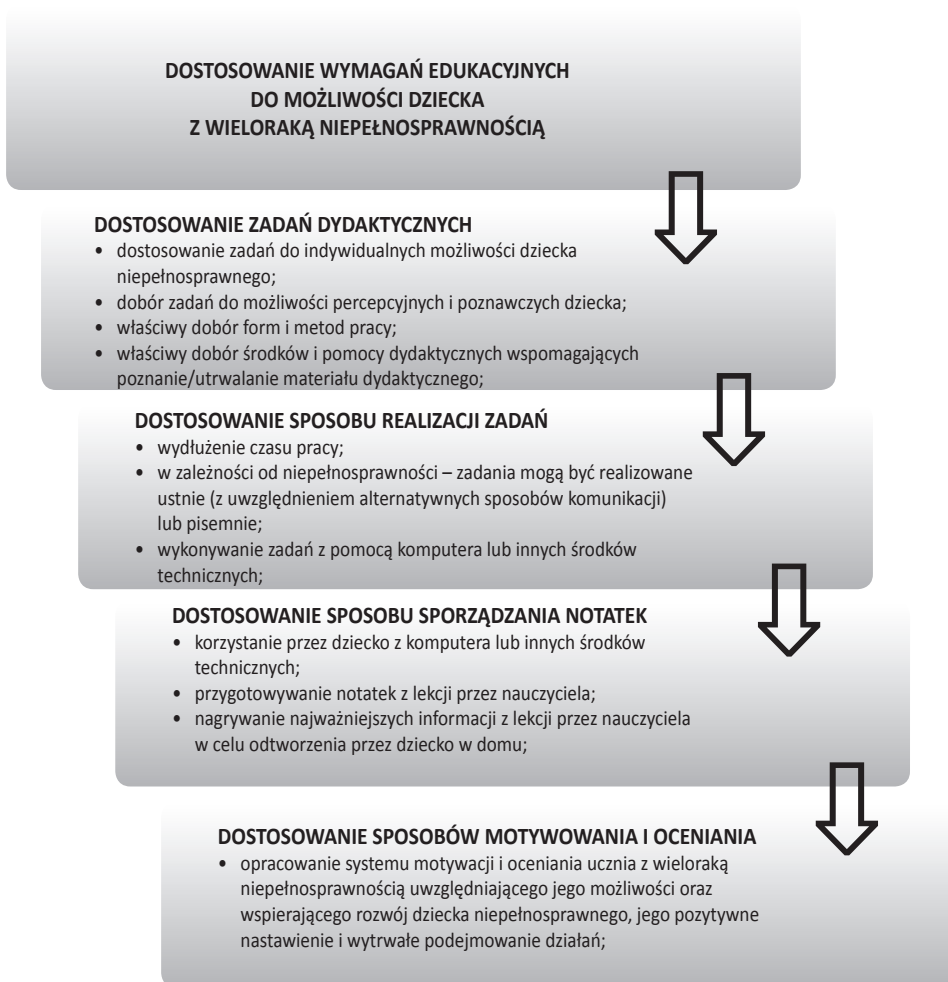 DOSTOSOWANIE WYMAGAŃ EDUKACYJNYCH
DO MOŻLIWOŚCI DZIECKA
Z WIELORAKĄ NIEPEŁNOSPRAWNOŚCIĄ
DOSTOSOWANIE ZADAŃ DYDAKTYCZNYCH
• dostosowanie zadań do indywidualnych możliwości dziecka
niepełnosprawnego;
• dobór zadań do możliwości percepcyjnych i poznawczych dziecka;
• właściwy dobór form i metod pracy;
• właściwy dobór środków i pomocy dydaktycznych wspomagających
poznanie/utrwalanie materiału dydaktycznego;
DOSTOSOWANIE SPOSOBU REALIZACJI ZADAŃ
• wydłużenie czasu pracy;
• w zależności od niepełnosprawności – zadania mogą być realizowane
ustnie (z uwzględnieniem alternatywnych sposobów komunikacji)
lub pisemnie;
• wykonywanie zadań z pomocą komputera lub innych środków
technicznych;
DOSTOSOWANIE SPOSOBU SPORZĄDZANIA NOTATEK
• korzystanie przez dziecko z komputera lub innych środków
technicznych;
• przygotowywanie notatek z lekcji przez nauczyciela;
• nagrywanie najważniejszych informacji z lekcji przez nauczyciela
w celu odtworzenia przez dziecko w domu;
DOSTOSOWANIE SPOSOBÓW MOTYWOWANIA I OCENIANIA
• opracowanie systemu motywacji i oceniania ucznia z wieloraką
niepełnosprawnością uwzględniającego jego możliwości oraz
wspierającego rozwój dziecka niepełnosprawnego, jego pozytywne
nastawienie i wytrwałe podejmowanie działań;